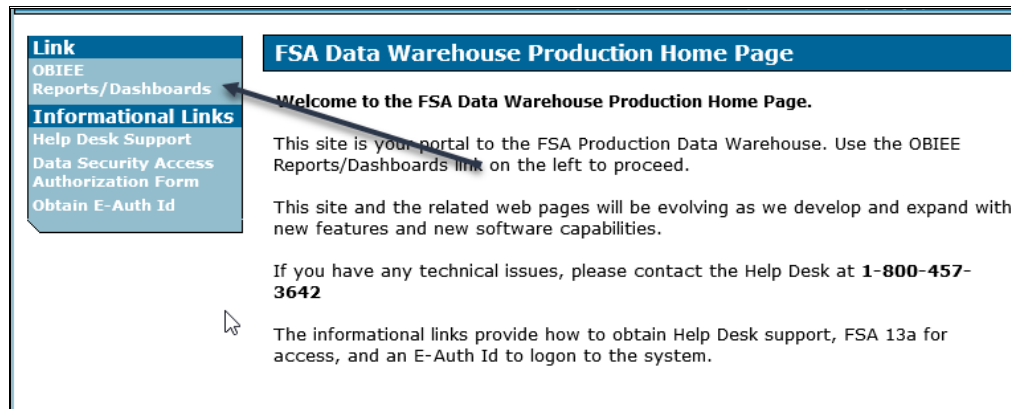 Link
OBIEE
Reports/Dashboards
Informational Links
Help Desk Support
Data Security Access
Authorization Form
Obtain E-Auth Id
FSA Data Warehouse Production Home Page
Welcome to the FSA Data Warehouse Production Home Page.
This site is your portal to the FSA Production Data Warehouse. Use the OBIEE
Reports/Dashboards link on the left to proceed.
This site and the related web pages will be evolving as we develop and expand with
new features and new software capabilities.
If you have any technical issues, please contact the Help Desk at 1-800-457-
3642
The informational links provide how to obtain Help Desk support, FSA 13a for
access, and an E-Auth Id to logon to the system.